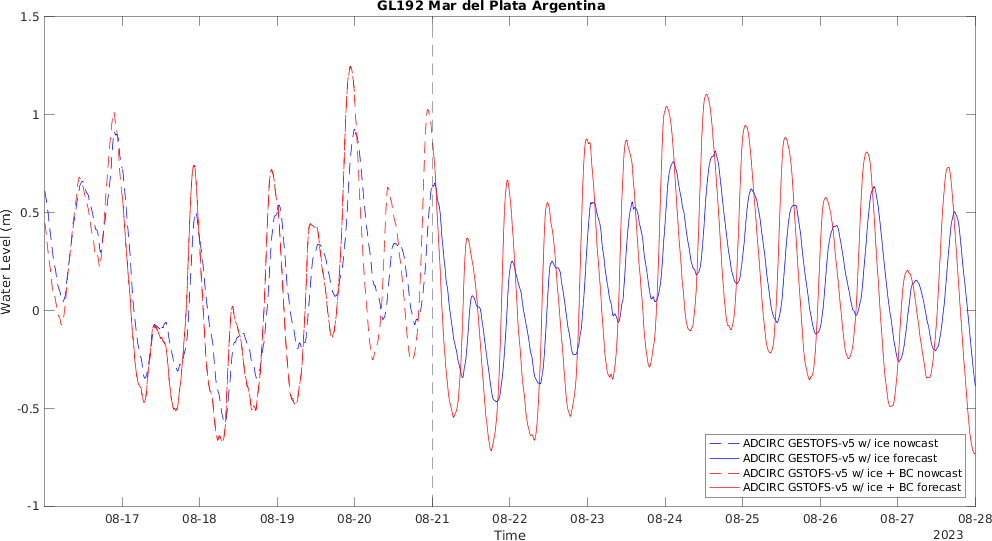 GL192 Mar del Plata Argentina
1.5
1
0.5
0
-0.5
-1
Water Level (m)
ADCIRC GESTOFS-v5 w/ ice nowcast
ADCIRC GESTOFS-v5 w/ ice forecast
ADCIRC GSTOFS-v5 w/ ice + BC nowcast
ADCIRC GSTOFS-v5 w/ ice + BC forecast
08-17 08-18 08-19 08-20 08-21 08-22 08-23 08-24 08-25 08-26 08-27 08-28
Time
2023